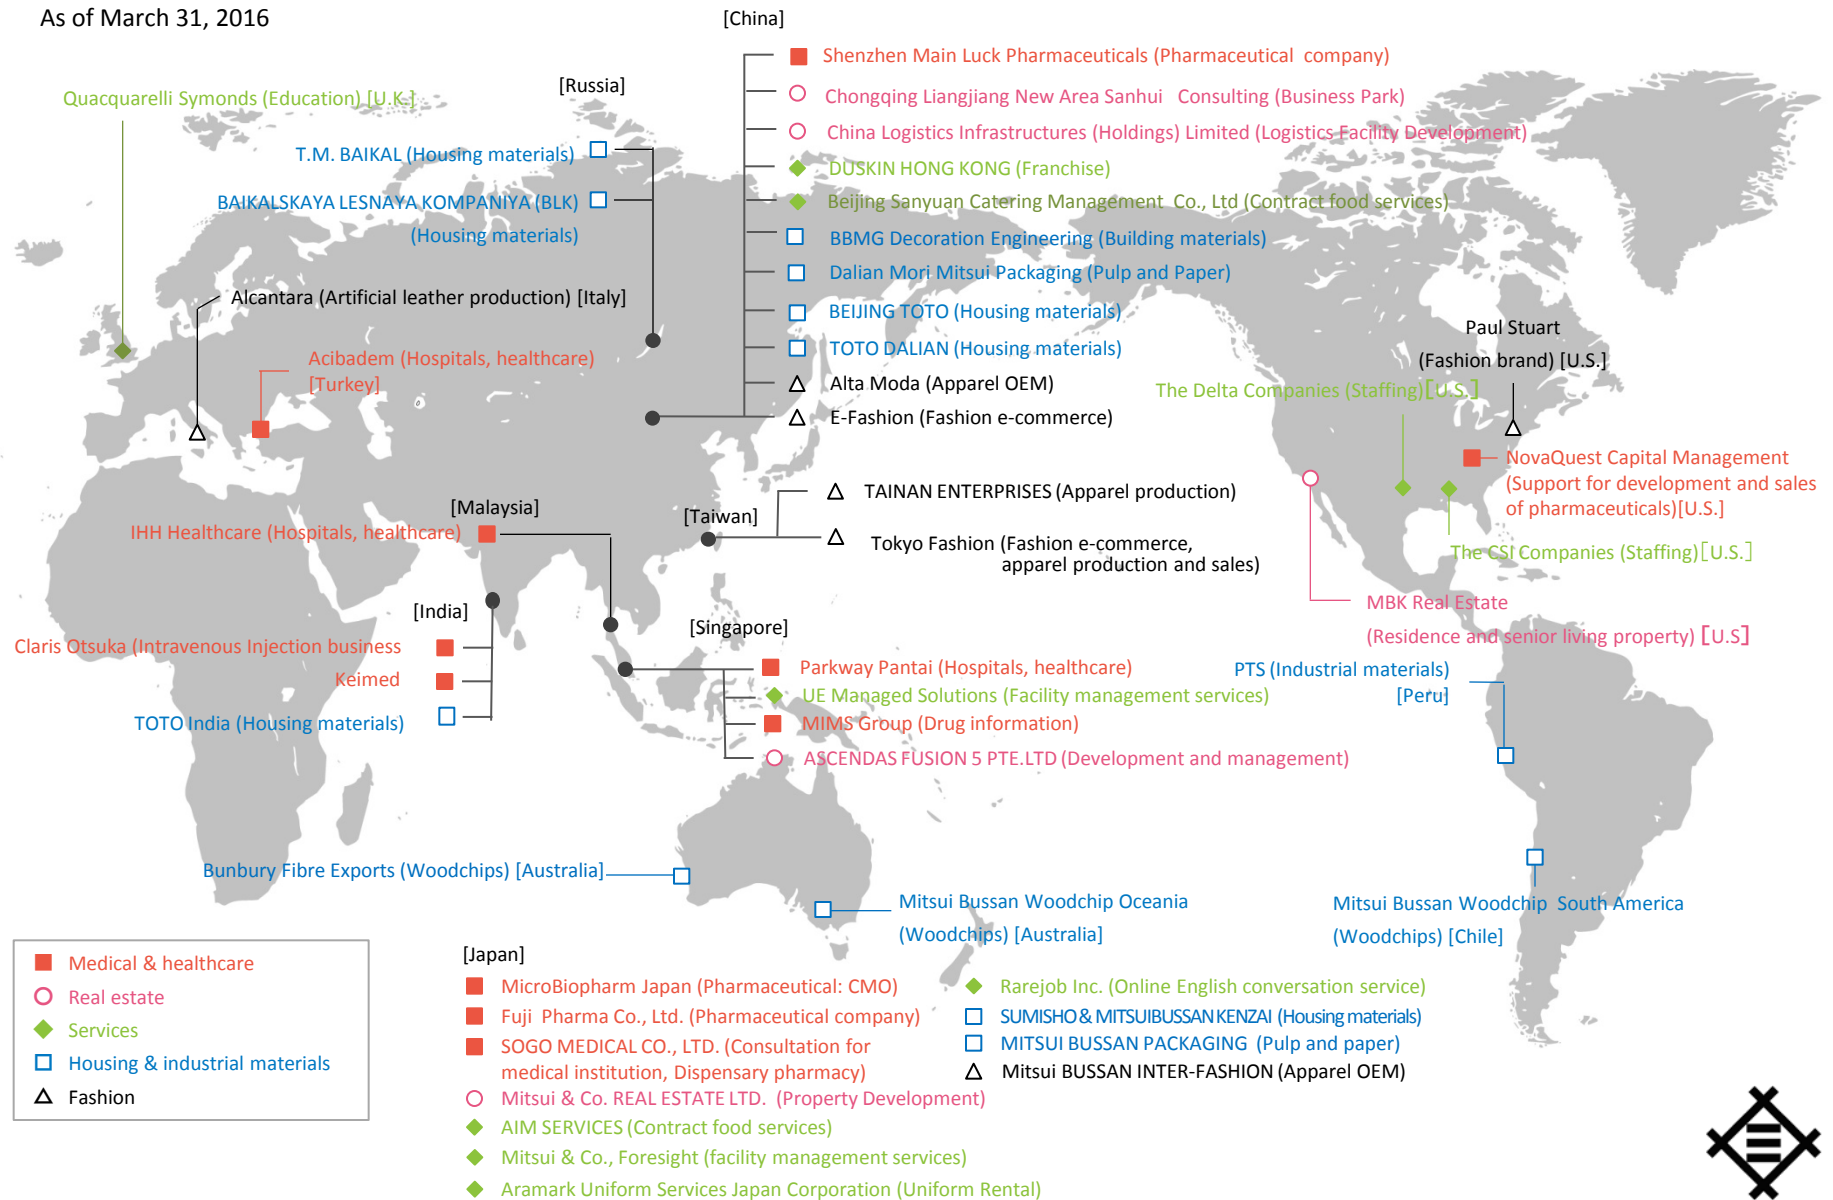 As of March 31, 2016
[China]
Shenzhen Main Luck Pharmaceuticals (Pharmaceutical company)
Chongqing Liangjiang New Area Sanhui Consulting (Business Park)
China Logistics Infrastructures (Holdings) Limited (Logistics Facility Development)
DUSKIN HONG KONG (Franchise)
Beijing Sanyuan Catering Management Co., Ltd (Contract food services)
BBMG Decoration Engineering (Building materials)
Dalian Mori Mitsui Packaging (Pulp and Paper)
BEIJING TOTO (Housing materials)
TOTO DALIAN (Housing materials)
Alta Moda (Apparel OEM)
E-Fashion (Fashion e-commerce)
Quacquarelli Symonds (Education) [U.K.]
[Russia]
T.M. BAIKAL (Housing materials)
BAIKALSKAYA LESNAYA KOMPANIYA (BLK)
(Housing materials)
Alcantara (Artificial leather production) [Italy]
Acibadem (Hospitals, healthcare)
[Turkey]
Paul Stuart
(Fashion brand) [U.S.]
The Delta Companies (Staffing)[U.S.]
NovaQuest Capital Management
(Support for development and sales
of pharmaceuticals)[U.S.]
The CSI Companies (Staffing)[U.S.]
MBK Real Estate
(Residence and senior living property) [U.S]
[Taiwan]
TAINAN ENTERPRISES (Apparel production)
Tokyo Fashion (Fashion e-commerce,
apparel production and sales)
[Malaysia]
IHH Healthcare (Hospitals, healthcare)
[India]
Claris Otsuka (Intravenous Injection business
Keimed
TOTO India (Housing materials)
[Singapore]
Parkway Pantai (Hospitals, healthcare)
UE Managed Solutions (Facility management services)
MIMS Group (Drug information)
ASCENDAS FUSION 5 PTE.LTD (Development and management)
PTS (Industrial materials)
[Peru]
Bunbury Fibre Exports (Woodchips) [Australia]
Mitsui Bussan Woodchip Oceania
(Woodchips) [Australia]
Mitsui Bussan Woodchip South America
(Woodchips) [Chile]
Medical & healthcare
Real estate
Services
Housing & industrial materials
Fashion
[Japan]
MicroBiopharm Japan (Pharmaceutical: CMO)
Fuji Pharma Co., Ltd. (Pharmaceutical company)
SOGO MEDICAL CO., LTD. (Consultation for
medical institution, Dispensary pharmacy)
Mitsui & Co. REAL ESTATE LTD. (Property Development)
AIM SERVICES (Contract food services)
Mitsui & Co., Foresight (facility management services)
Aramark Uniform Services Japan Corporation (Uniform Rental)
Rarejob Inc. (Online English conversation service)
SUMISHO & MITSUIBUSSAN KENZAI (Housing materials)
MITSUI BUSSAN PACKAGING (Pulp and paper)
Mitsui BUSSAN INTER-FASHION (Apparel OEM)